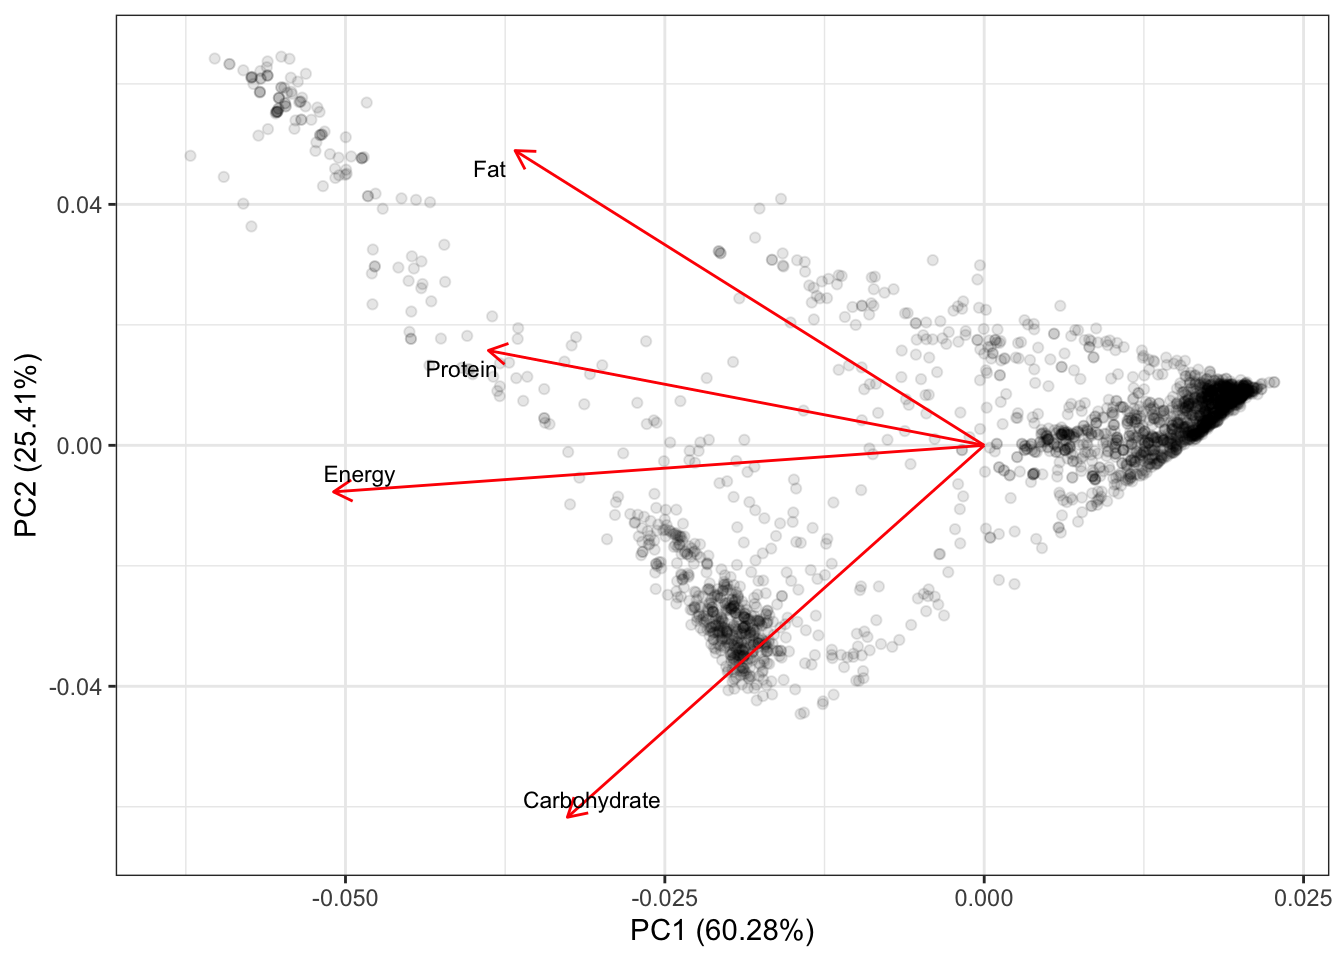 Fat
0.04
Protein
0.00
Energy
-0.04
Carbohydrate
-0.050
-0.025
0.000
0.025
PC1 (60.28%)
PC2 (25.41%)